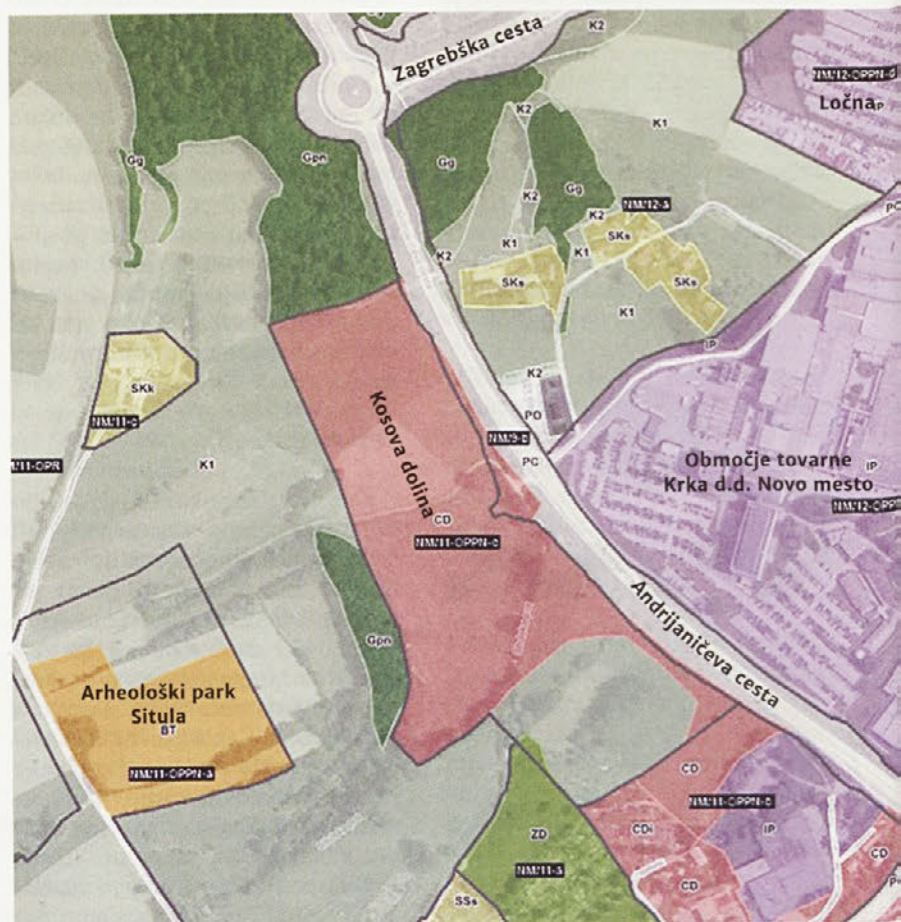 K2
Zagrebška cesta
NM/12-OPPN-d
Ločna
IP
K2
K1
Gg
Gpn
Gg
K2
Gg
K2
NM/12-a
PC
K2
K1
K1
SKs
SKs
SKs
K1
IP
SKk
K2
NM/11-c
PO
Kosova dolina
NM/9-b
K1
PC
Območje tovarne
Krka d.d. Novo mesto
IP
CD
Gpn
Andrijaničeva cesta
Arheološki park
Situla
BT
NM/11-OPPN-a
CD
NM/11-OPPN-b
ZD
CDi
IP
NM/11-a
CD
CD
SSs